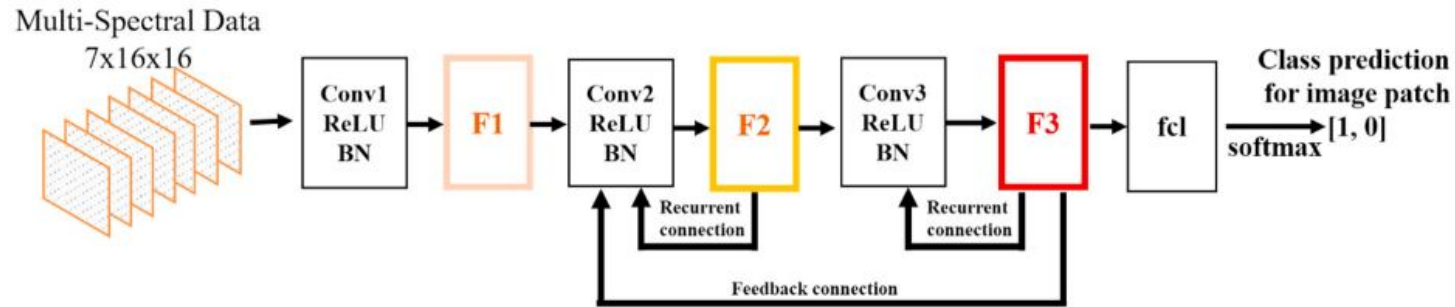 Multi-Spectral Data
7x16x16
Conv1
ReLU
BN
F1
Conv2
ReLU
BN
F2
Conv3
ReLU
BN
F3
fcl
softmax
Class prediction
for image patch
[1, 0]
Recurrent
connection
Recurrent
connection
Feedback connection